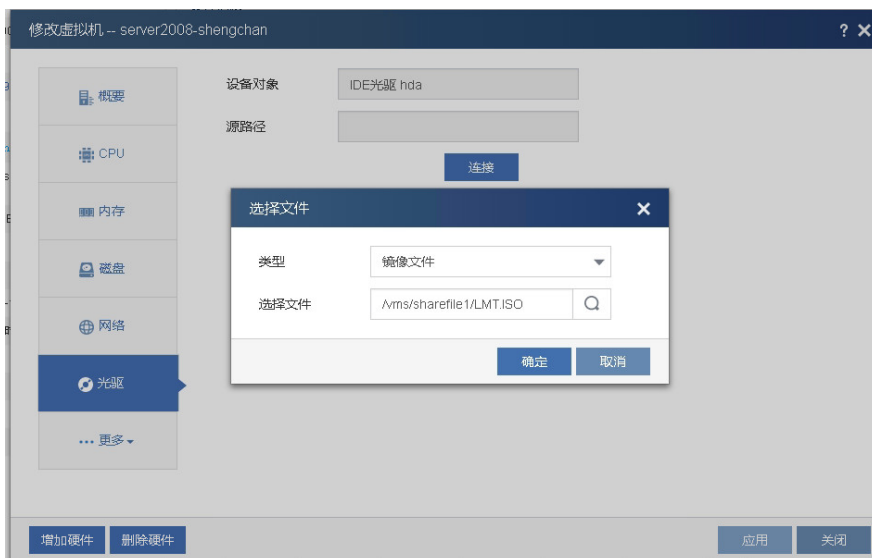 修改虚拟机 -- server2008-shengchan
? ×
概要
CPU
内存
磁盘
网络
光驱
••• 更多
设备对象
IDE光驱 hda
源路径
连接
选择文件
×
类型
镜像文件
选择文件
/vms/sharefile1/LMT.ISO
确定
取消
增加硬件
删除硬件
应用
关闭